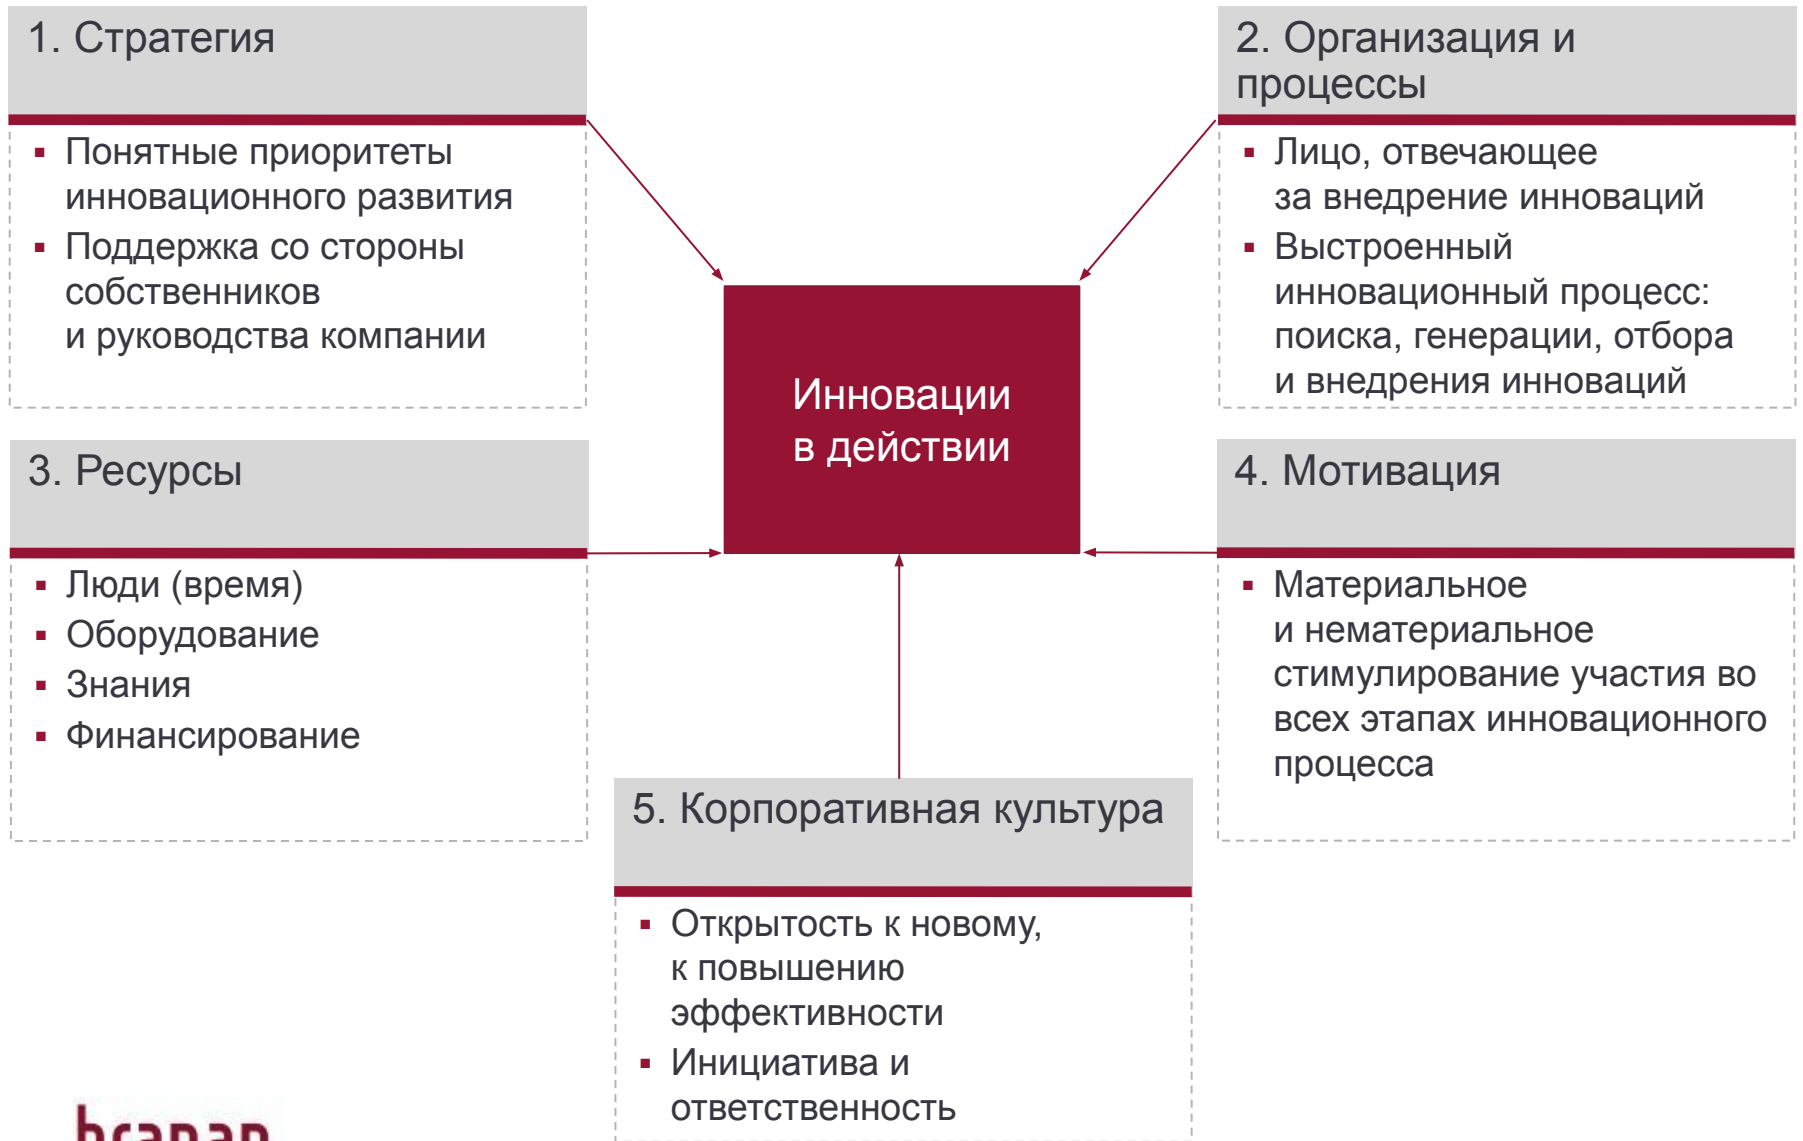 1. Стратегия
▪ Понятные приоритеты
инновационного развития
▪ Поддержка со стороны
собственников
и руководства компании
2. Организация и
процессы
▪ Лицо, отвечающее
за внедрение инноваций
▪ Выстроенный
инновационный процесс:
поиска, генерации, отбора
и внедрения инноваций
Инновации
в действии
3. Ресурсы
▪ Люди (время)
▪ Оборудование
▪ Знания
▪ Финансирование
4. Мотивация
▪ Материальное
и нематериальное
стимулирование участия во
всех этапах инновационного
процесса
5. Корпоративная культура
▪ Открытость к новому,
к повышению
эффективности
▪ Инициатива и
ответственность